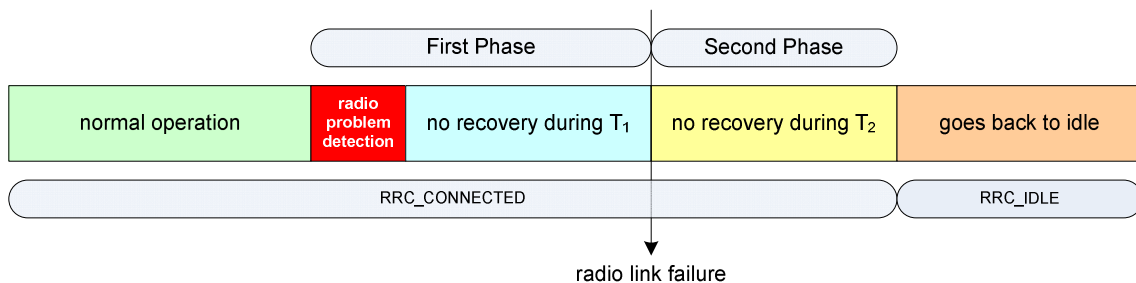 First Phase
Second Phase
normal operation
radio
problem
detection
no recovery during T₁
no recovery during T₂
goes back to idle
RRC_CONNECTED
RRC_IDLE
radio link failure